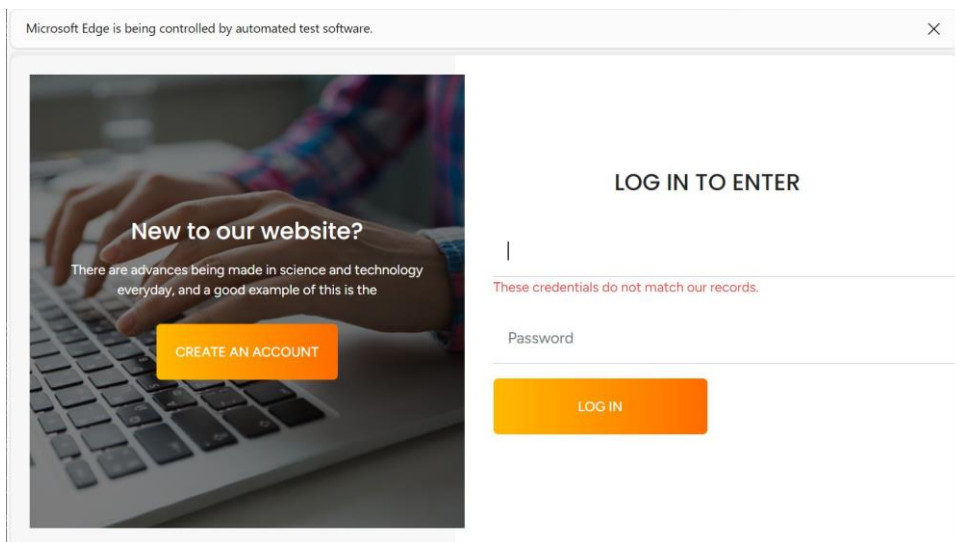 Microsoft Edge is being controlled by automated test software.
New to our website?
There are advances being made in science and technology
everyday, and a good example of this is the
CREATE AN ACCOUNT
LOG IN TO ENTER
These credentials do not match our records.
Password
LOG IN